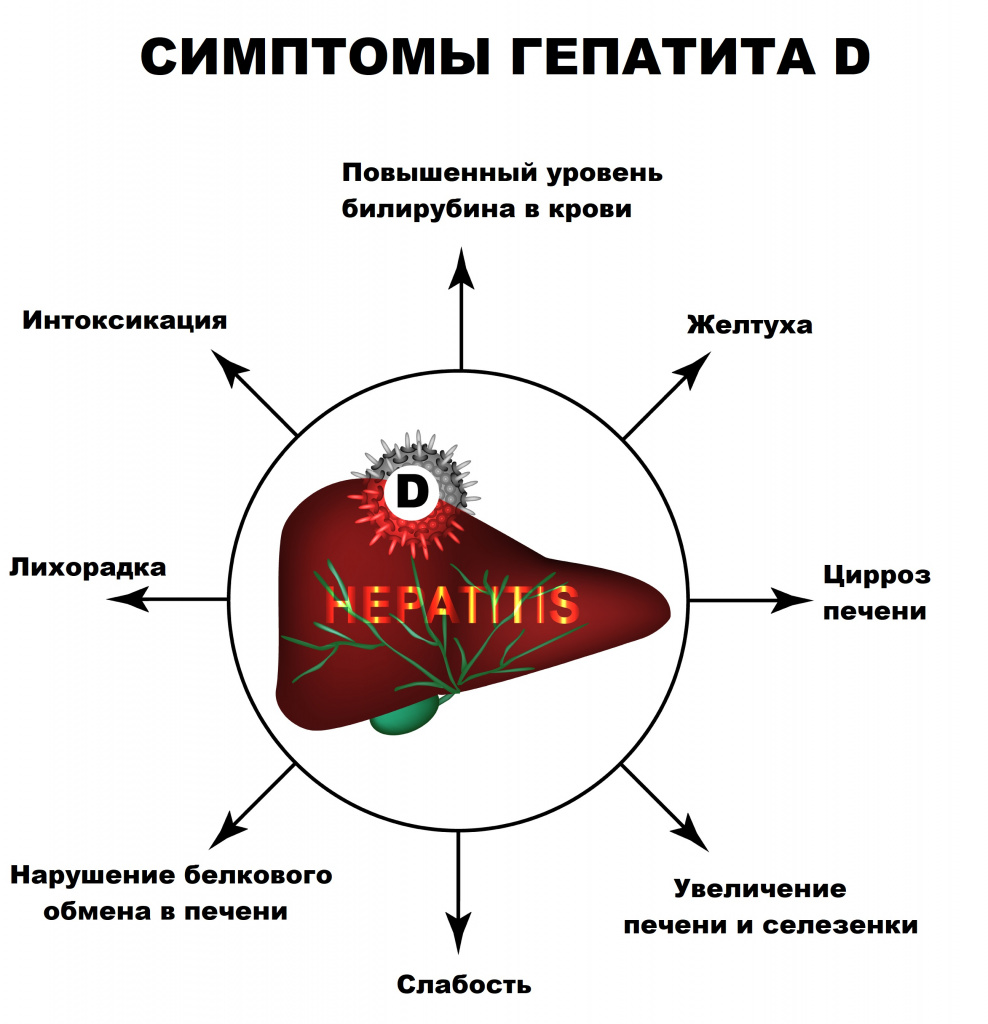 СИМПТОМЫ ГЕПАТИТА D
Повышенный уровень
билирубина в крови
Интоксикация
Желтуха
D
Лихорадка
HEPATITIS
Цирроз
печени
Нарушение белкового
обмена в печени
Увеличение
печени и селезенки
Слабость